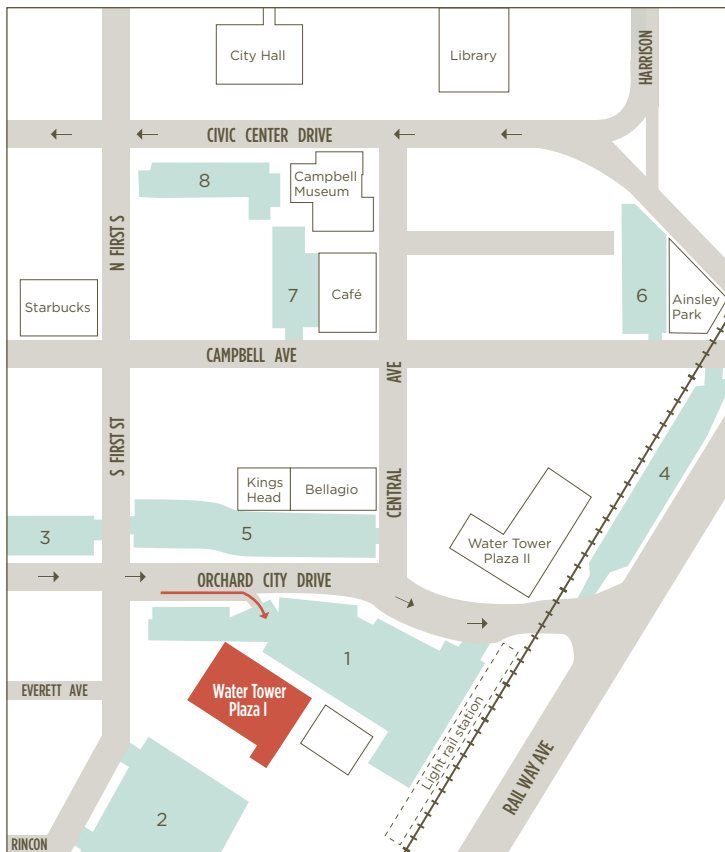 City Hall
Library
HARRISON
CIVIC CENTER DRIVE
8
Campbell
Museum
N FIRST S
7
Café
6
Ainsley
Park
Starbucks
CAMPBELL AVE
AVE
S FIRST ST
Kings
Head
Bellagio
CENTRAL
4
3
5
Water Tower
Plaza II
ORCHARD CITY DRIVE
1
Water Tower
Plaza I
EVERETT AVE
Light rail station
RAIL WAY AVE
2
RINCON